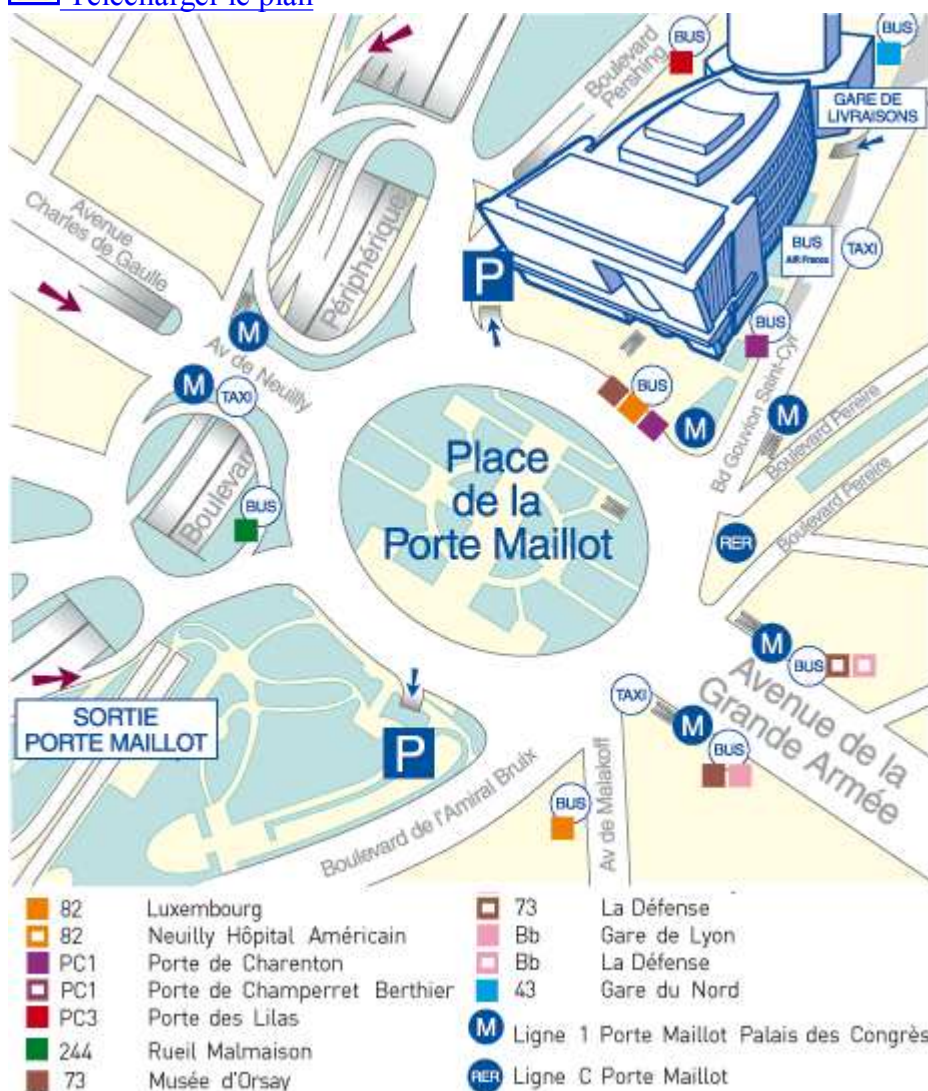 Télécharger le plan
BUS
BUS
Boulevard
Pershing
GARE DE
LIVRAISONS
Avenue
Charles de Gaulle
Périphérique
P
BUS
AIR France
TAXI
M
Av de Neuilly
M
TAXI
BUS
BUS
M
M
Bd Gouvion Saint-Cyr
Boulevard Pereire
Boulevard Pereire
Place
de la
Porte Maillot
Boulevar
BUS
RER
M
BUS
SORTIE
PORTE MAILLOT
P
TAXI
M
BUS
Avenue de la
Grande Armée
Boulevard de l'Amiral Bruix
BUS
Av de Malakoff
82 Luxembourg
82 Neuilly Hôpital Américain
PC1 Porte de Charenton
PC1 Porte de Champerret Berthier
PC3 Porte des Lilas
244 Rueil Malmaison
73 Musée d'Orsay
73 La Défense
Bb Gare de Lyon
Bb La Défense
43 Gare du Nord
M Ligne 1 Porte Maillot Palais des Congrès
RER Ligne C Porte Maillot